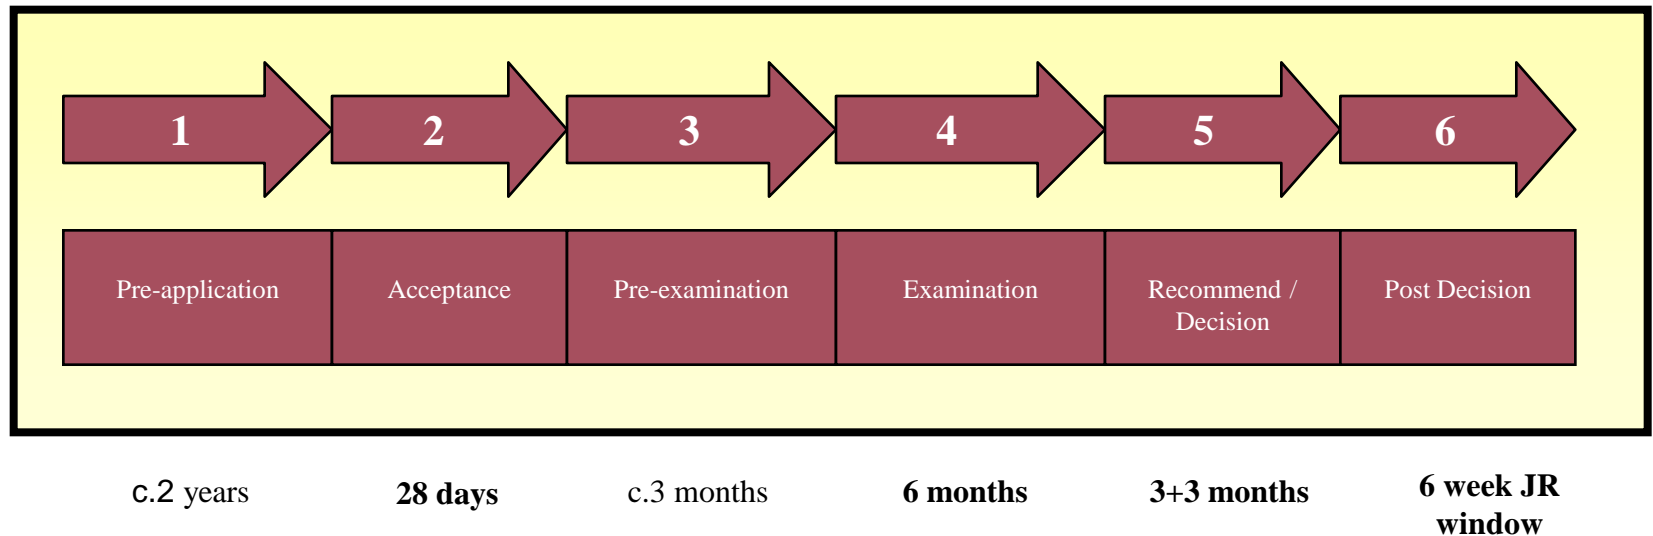 1 2 3 4 5 6
Pre-application Acceptance Pre-examination Examination Recommend / Post Decision
Decision
c.2 years 28 days c.3 months 6 months 3+3 months 6 week JR
window